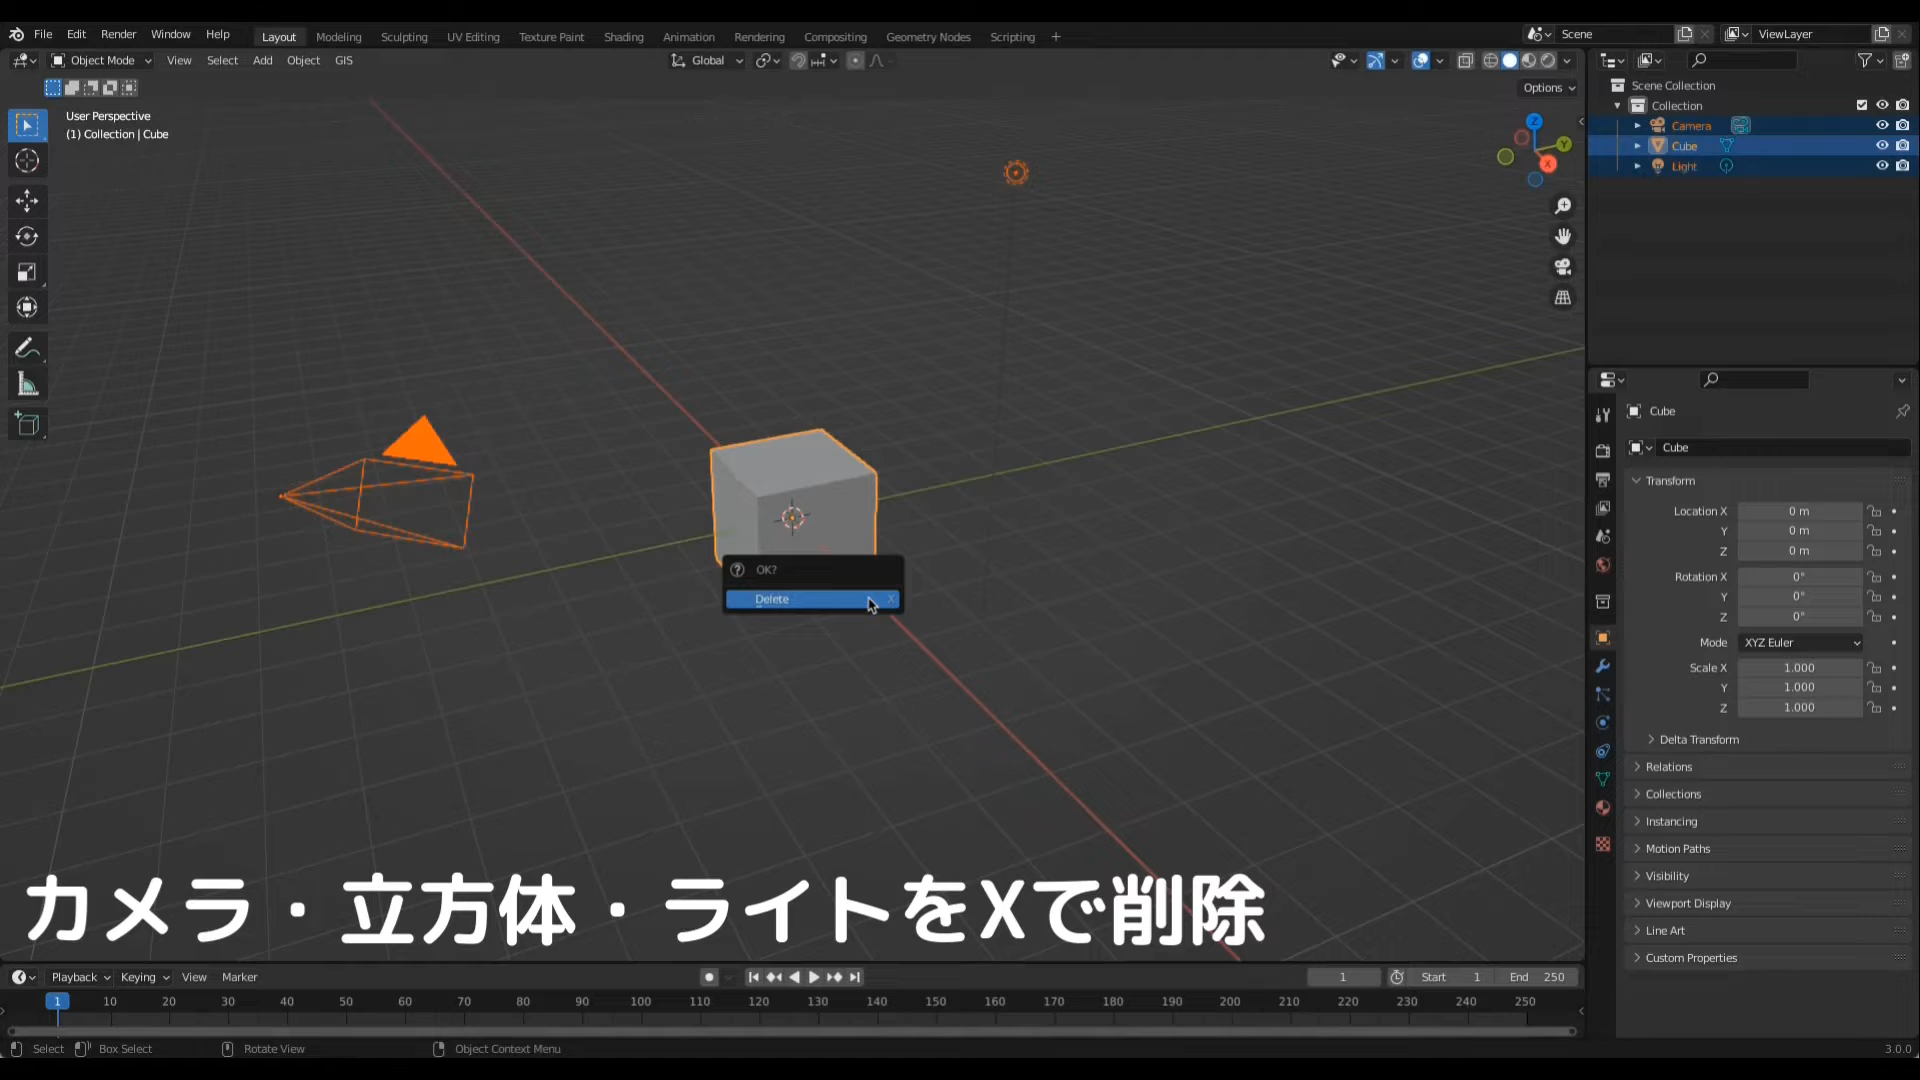 File Edit Render Window Help Layout Modeling Sculpting UV Editing Texture Paint Shading Animation Rendering Compositing Geometry Nodes Scripting + Scene ViewLayer
Object Mode View Select Add Object GIS Global
Options
User Perspective
(1) Collection | Cube
Z
Y
X
Scene Collection
Collection
Camera
Cube
Light
OK?
Delete X
Cube
Cube
Transform
Location X 0 m
Y 0 m
Z 0 m
Rotation X 0°
Y 0°
Z 0°
Mode XYZ Euler
Scale X 1.000
Y 1.000
Z 1.000
Delta Transform
Relations
Collections
Instancing
Motion Paths
Visibility
Viewport Display
Line Art
Custom Properties
カメラ・立方体・ライトをXで削除
Playback Keying View Marker 1 Start 1 End 250
1 10 20 30 40 50 60 70 80 90 100 110 120 130 140 150 160 170 180 190 200 210 220 230 240 250
Select Box Select Rotate View Object Context Menu 3.0.0